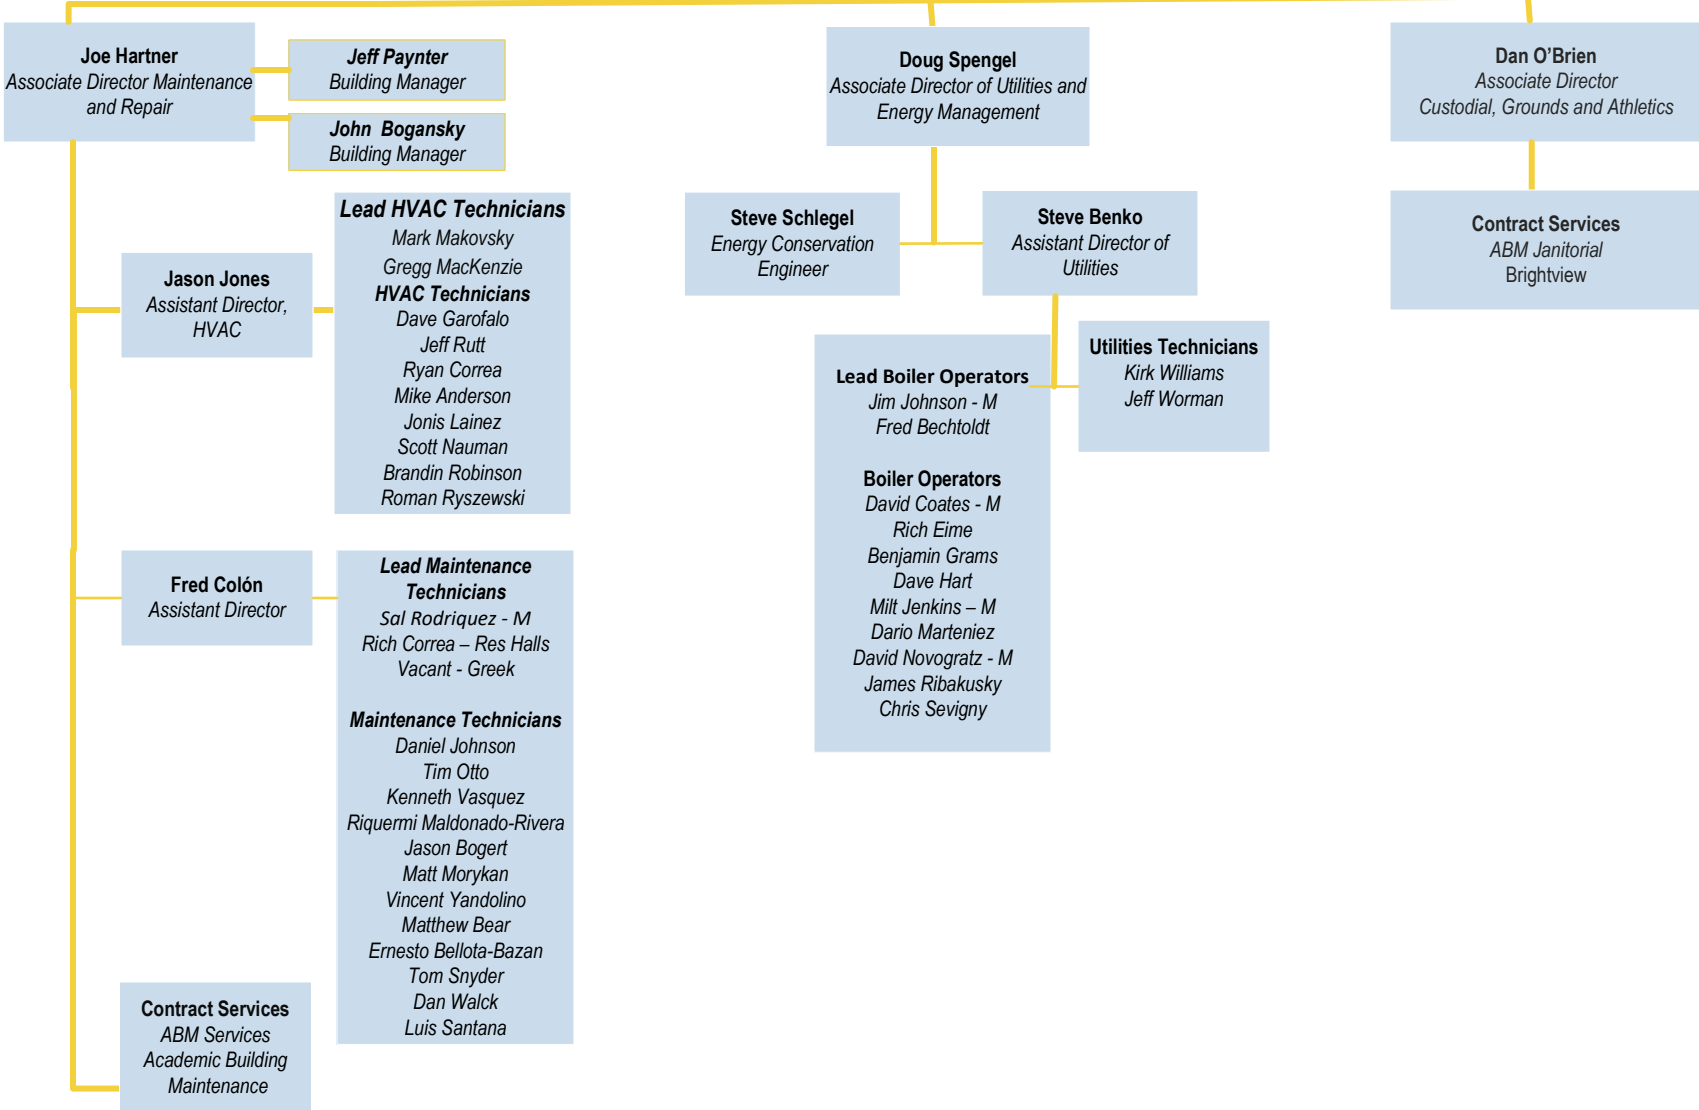 Joe Hartner
Associate Director Maintenance
and Repair
Jeff Paynter
Building Manager
John  Bogansky
Building Manager
Jason Jones
Assistant Director,
HVAC
Lead HVAC Technicians
Mark Makovsky
Gregg MacKenzie
HVAC Technicians
Dave Garofalo
Jeff Rutt
Ryan Correa
Mike Anderson
Jonis Lainez
Scott Nauman
Brandin Robinson
Roman Ryszewski
Fred Colón
Assistant Director
Lead Maintenance
Technicians
Sal Rodriquez - M
Rich Correa – Res Halls
Vacant - Greek
Maintenance Technicians
Daniel Johnson
Tim Otto
Kenneth Vasquez
Riquermi Maldonado-Rivera
Jason Bogert
Matt Morykan
Vincent Yandolino
Matthew Bear
Ernesto Bellota-Bazan
Tom Snyder
Dan Walck
Luis Santana
Contract Services
ABM Services
Academic Building
Maintenance
Doug Spengel
Associate Director of Utilities and
Energy Management
Steve Schlegel
Energy Conservation
Engineer
Steve Benko
Assistant Director of
Utilities
Lead Boiler Operators
Jim Johnson - M
Fred Bechtoldt
Boiler Operators
David Coates - M
Rich Eime
Benjamin Grams
Dave Hart
Milt Jenkins – M
Dario Marteniez
David Novogratz - M
James Ribakusky
Chris Sevigny
Utilities Technicians
Kirk Williams
Jeff Worman
Dan O’Brien
Associate Director
Custodial, Grounds and Athletics
Contract Services
ABM Janitorial
Brightview